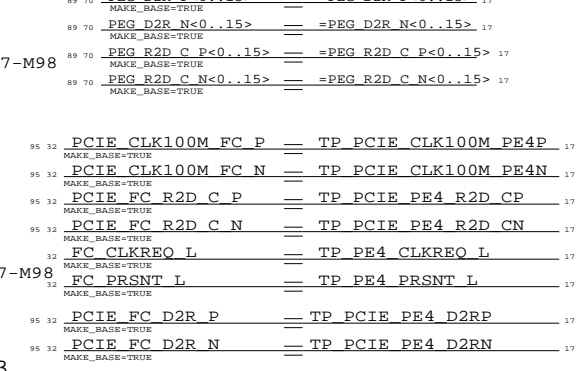 MAKE_BASE=TRUE
89 70 PEG_D2R_N<0..15> =PEG_D2R_N<0..15> 17
MAKE_BASE=TRUE
89 70 PEG_R2D_C_P<0..15> =PEG_R2D_C_P<0..15> 17
7-M98
MAKE_BASE=TRUE
89 70 PEG_R2D_C_N<0..15> =PEG_R2D_C_N<0..15> 17
MAKE_BASE=TRUE
95 32 PCIE_CLK100M_FC_P TP_PCIE_CLK100M_PE4P 17
MAKE_BASE=TRUE
95 32 PCIE_CLK100M_FC_N TP_PCIE_CLK100M_PE4N 17
MAKE_BASE=TRUE
95 32 PCIE_FC_R2D_C_P TP_PCIE_PE4_R2D_CP 17
MAKE_BASE=TRUE
95 32 PCIE_FC_R2D_C_N TP_PCIE_PE4_R2D_CN 17
MAKE_BASE=TRUE
32 FC_CLKREQ_L TP_PE4_CLKREQ_L 17
MAKE_BASE=TRUE
7-M98
32 FC_PRSNT_L TP_PE4_PRSNT_L 17
MAKE_BASE=TRUE
95 32 PCIE_FC_D2R_P TP_PCIE_PE4_D2RP 17
MAKE_BASE=TRUE
95 32 PCIE_FC_D2R_N TP_PCIE_PE4_D2RN 17
MAKE_BASE=TRUE